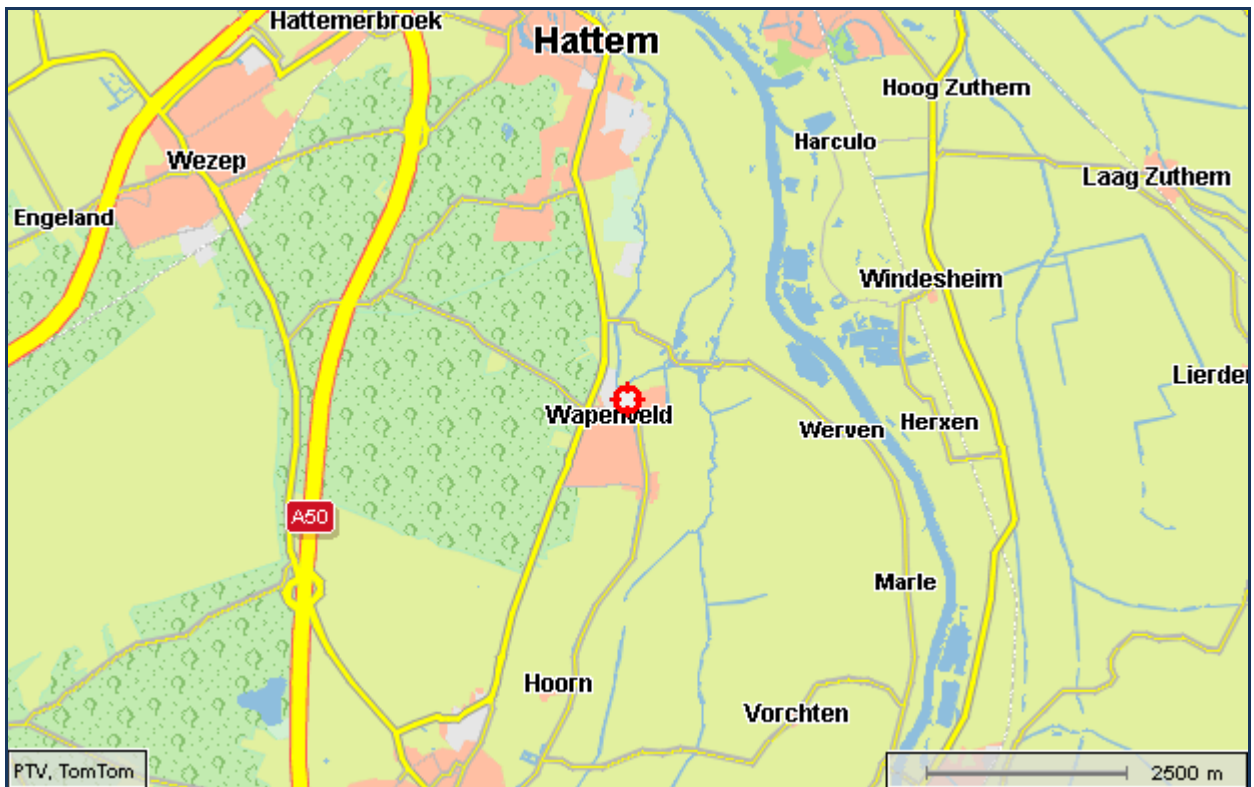 Hattemerbroek
Hattem
Hoog Zuthem
Harculo
Wezep
Laag Zuthem
Engeland
Windesheim
Lierder
Wapenveld
Werven
Herxen
A50
Marle
Hoorn
Vorchten
PTV, TomTom
2500 m